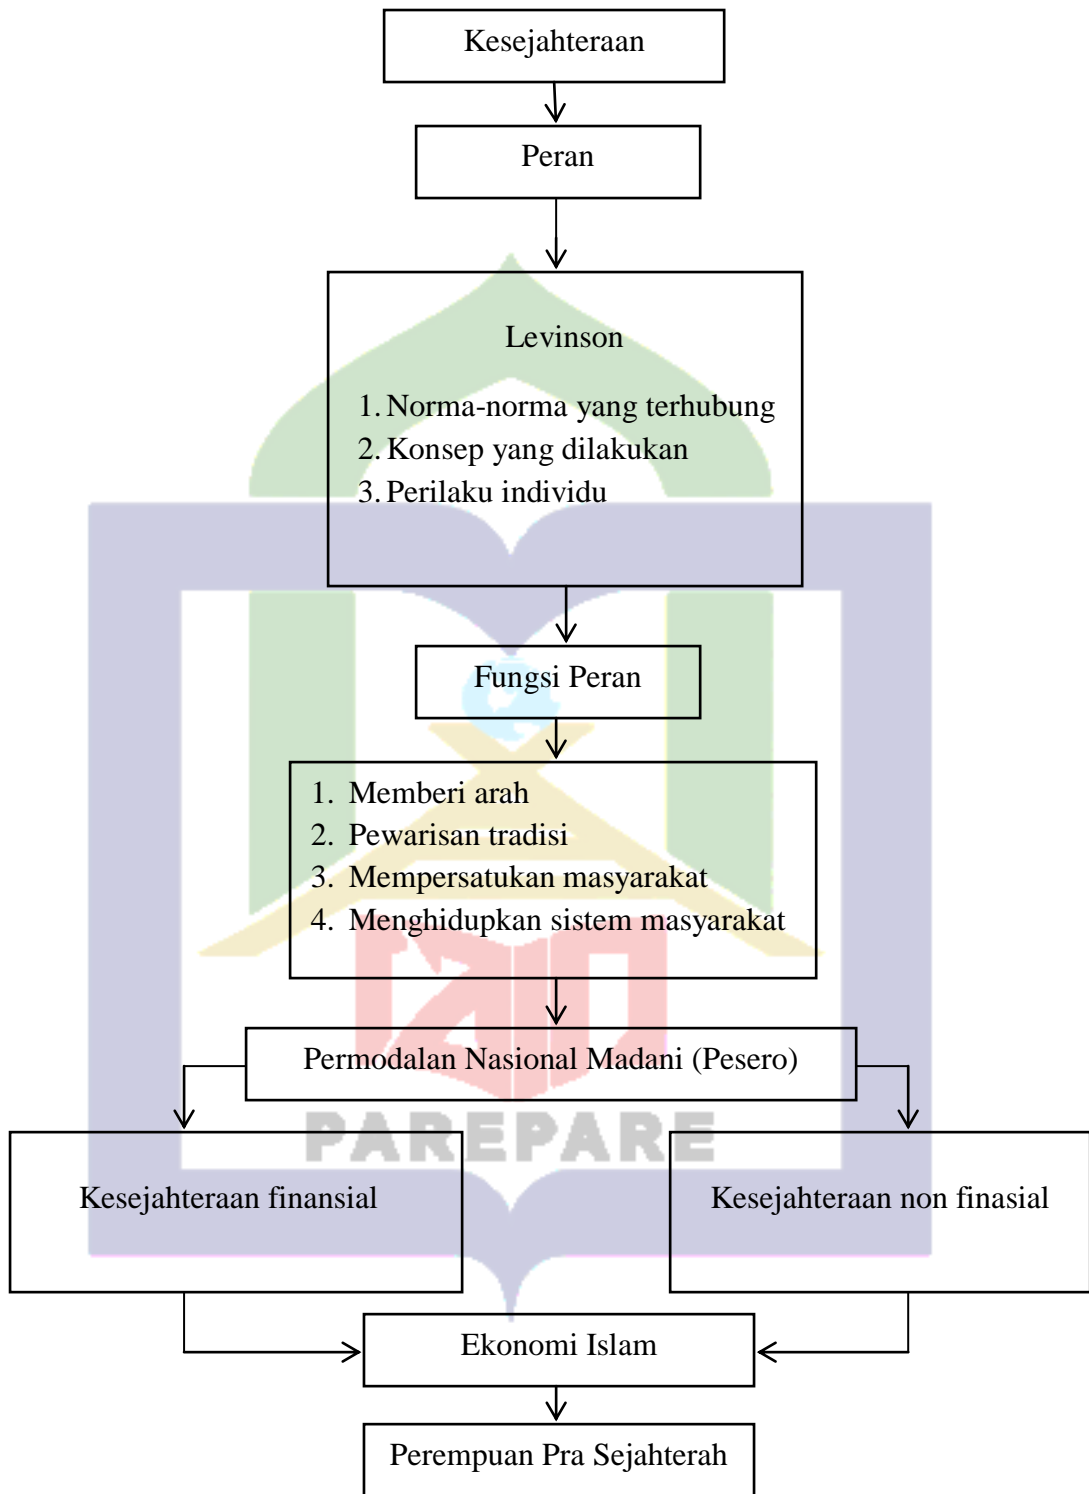 Kesejahteraan
Peran
Levinson
1. Norma-norma yang terhubung
2. Konsep yang dilakukan
3. Perilaku individu
Fungsi Peran
1. Memberi arah
2. Pewarisan tradisi
3. Mempersatukan masyarakat
4. Menghidupkan sistem masyarakat
Permodalan Nasional Madani (Pesero)
PAREPARE
Kesejahteraan finansial
Kesejahteraan non finasial
Ekonomi Islam
Perempuan Pra Sejahterah